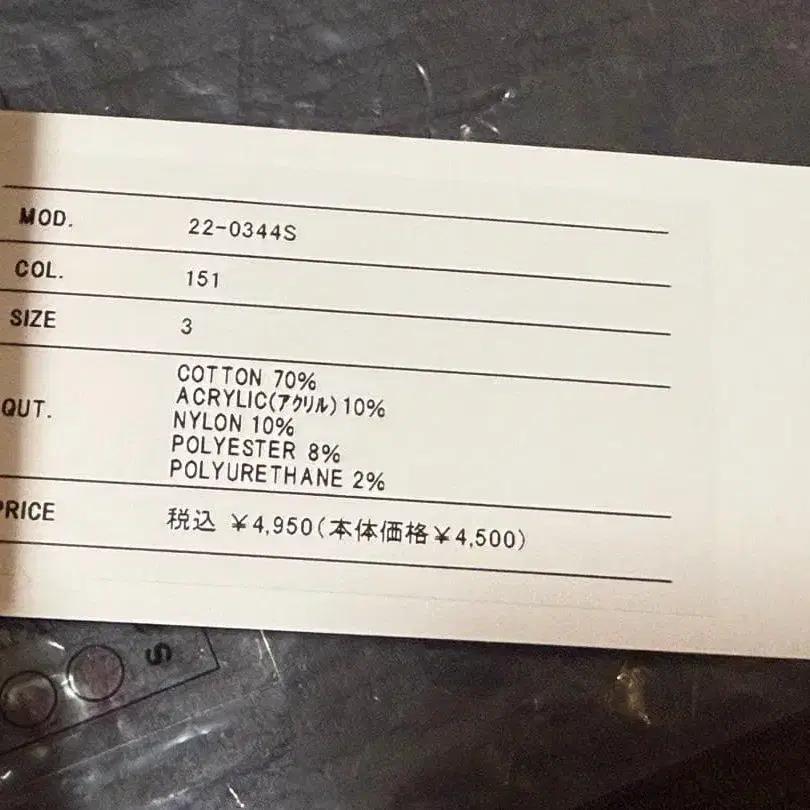 MOD. 22-0344S
COL. 151
SIZE 3
QUT. COTTON 70%
ACRYLIC(アクリル)10%
NYLON 10%
POLYESTER 8%
POLYURETHANE 2%
PRICE 税込 ¥4,950(本体価格¥4,500)
S